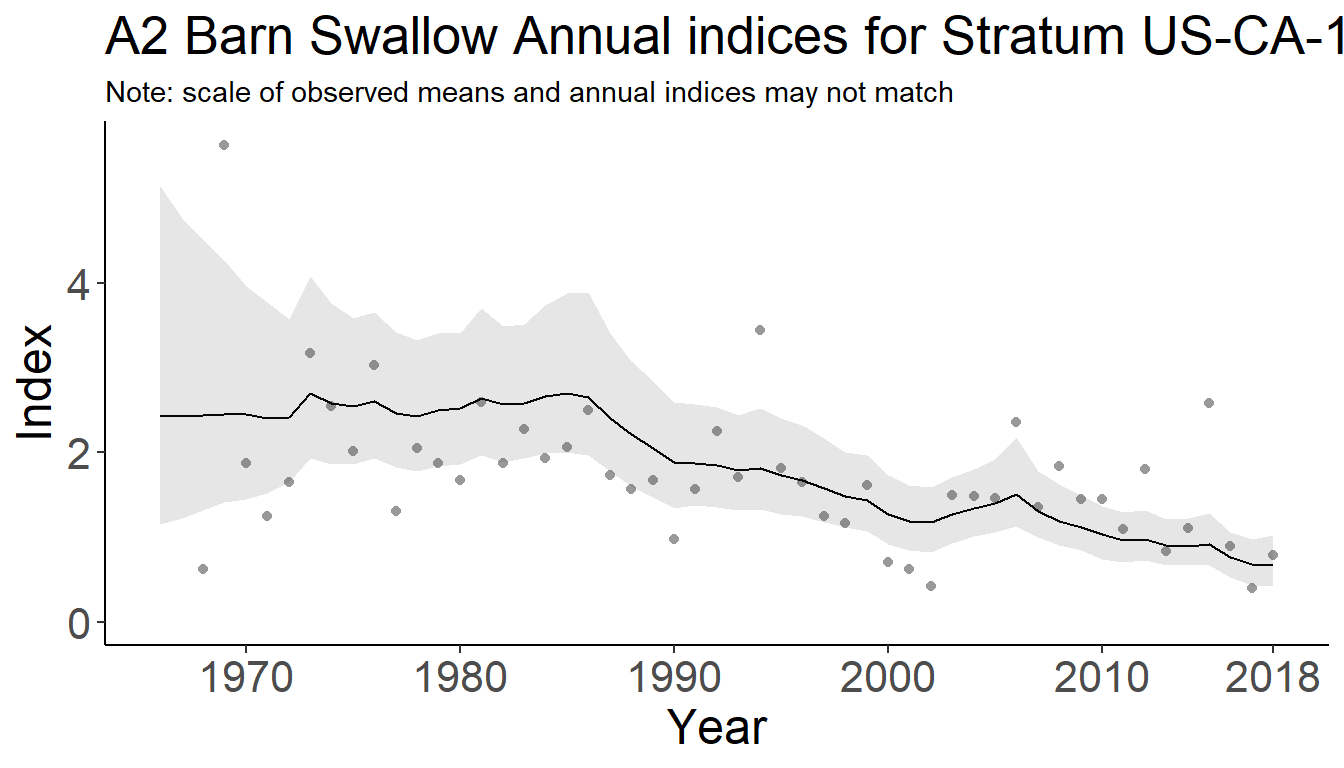 A2 Barn Swallow Annual indices for Stratum US-CA-1
Note: scale of observed means and annual indices may not match
Index
4
2
0
1970 1980 1990 2000 2010 2018
Year